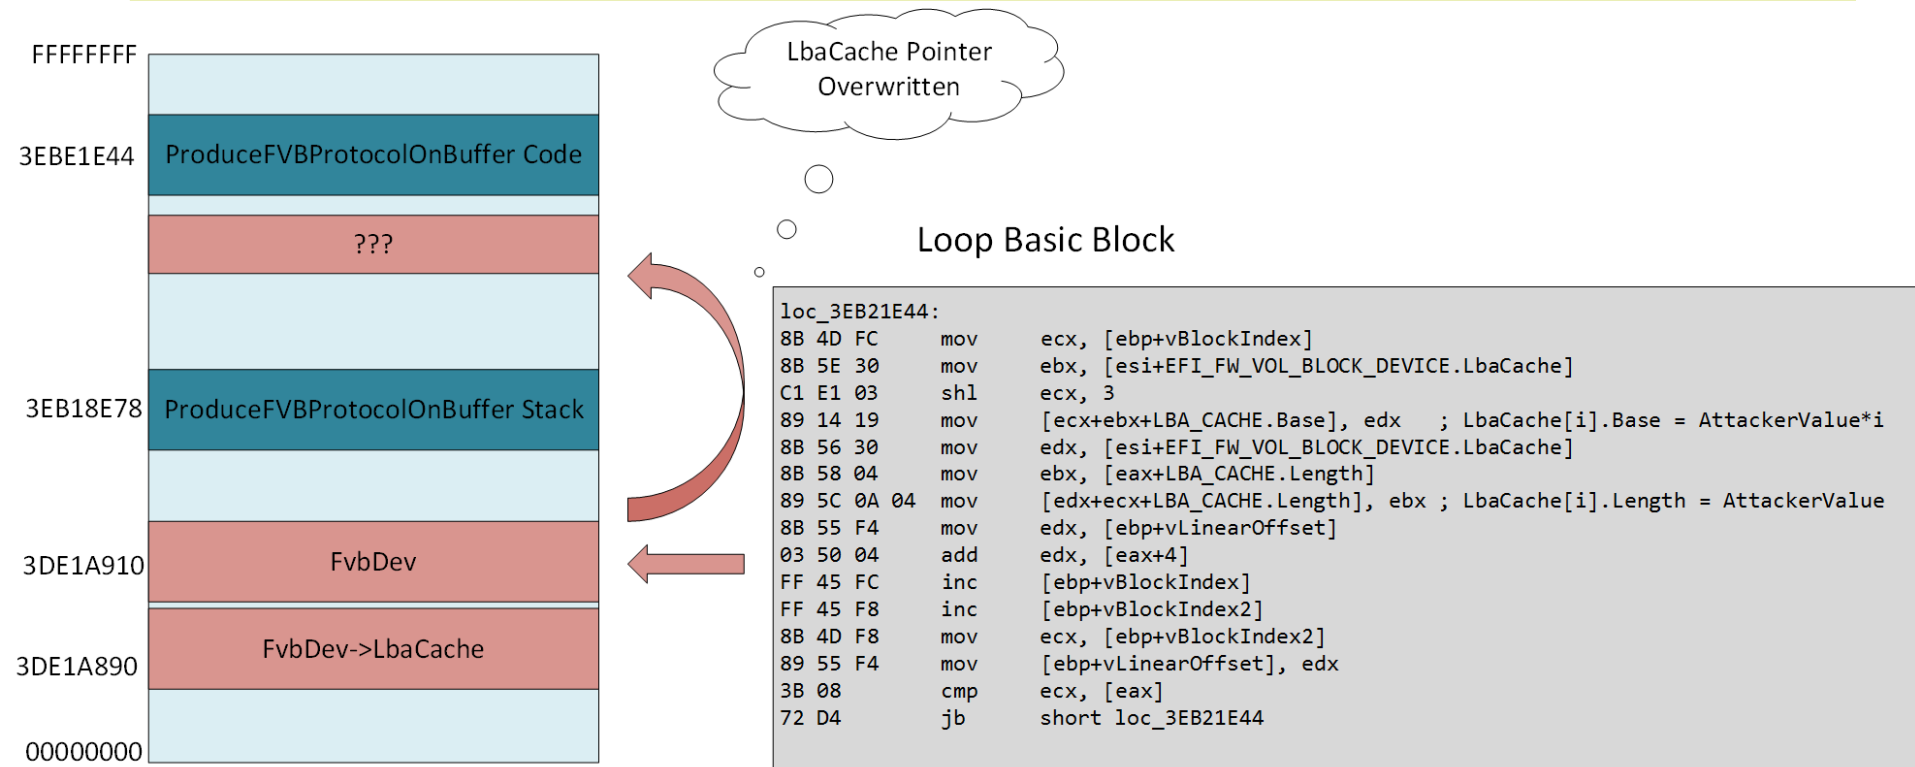 LbaCache Pointer
Overwritten
FFFFFFFF
3EBE1E44
ProduceFVBProtocolOnBuffer Code
???
3EB18E78
ProduceFVBProtocolOnBuffer Stack
3DE1A910
FvbDev
3DE1A890
FvbDev->LbaCache
00000000
Loop Basic Block
loc_3EB21E44:
8B 4D FC mov ecx, [ebp+vBlockIndex]
8B 5E 30 mov ebx, [esi+EFI_FW_VOL_BLOCK_DEVICE.LbaCache]
C1 E1 03 shl ecx, 3
89 14 19 mov [ecx+ebx+LBA_CACHE.Base], edx ; LbaCache[i].Base = AttackerValue*i
8B 56 30 mov edx, [esi+EFI_FW_VOL_BLOCK_DEVICE.LbaCache]
8B 58 04 mov ebx, [eax+LBA_CACHE.Length]
89 5C 0A 04 mov [edx+ecx+LBA_CACHE.Length], ebx ; LbaCache[i].Length = AttackerValue
8B 55 F4 mov edx, [ebp+vLinearOffset]
03 50 04 add edx, [eax+4]
FF 45 FC inc [ebp+vBlockIndex]
FF 45 F8 inc [ebp+vBlockIndex2]
8B 4D F8 mov ecx, [ebp+vBlockIndex2]
89 55 F4 mov [ebp+vLinearOffset], edx
3B 08 cmp ecx, [eax]
72 D4 jb short loc_3EB21E44